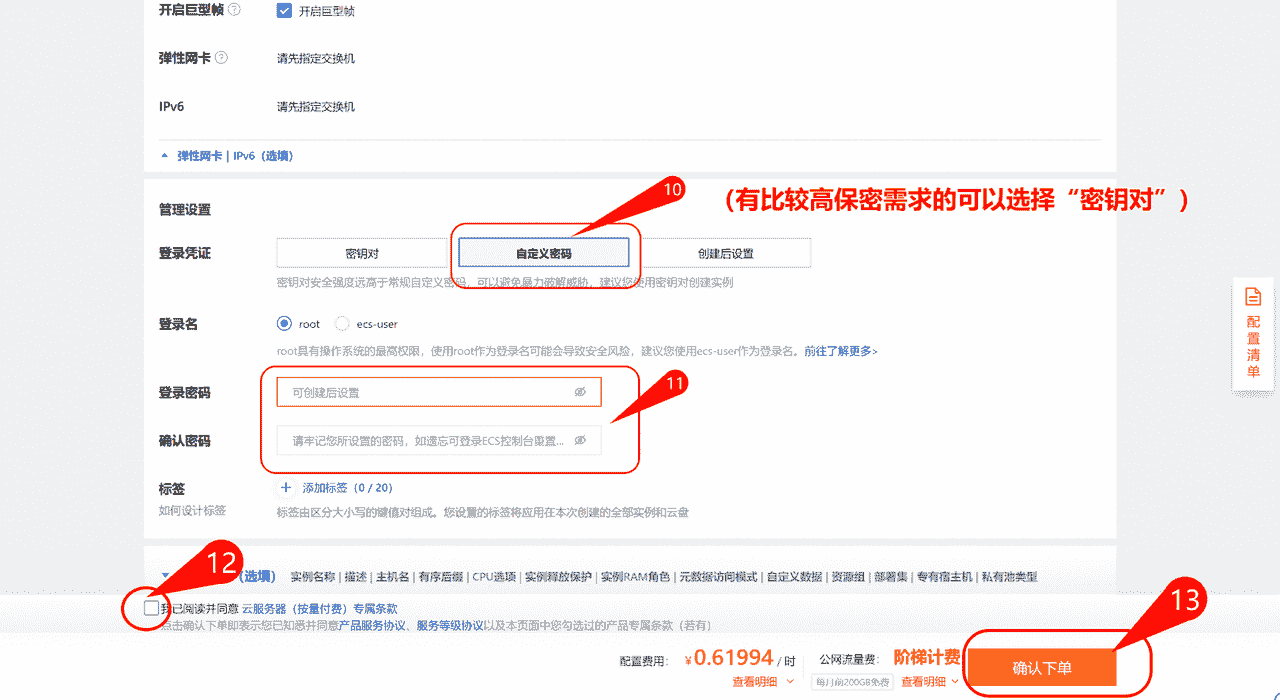 开启巨型帧 ? 开启巨型帧
弹性网卡 ? 请先指定交换机
IPv6 请先指定交换机
弹性网卡 | IPv6（选填）
10
（有比较高保密需求的可以选择“密钥对”）
管理设置
登录凭证 密钥对 自定义密码 创建后设置
密钥对安全强度远高于常规自定义密码，可以避免暴力破解威胁，建议您使用密钥对创建实例
登录名 root ecs-user
root具有操作系统的最高权限，使用root作为登录名可能会导致安全风险，建议您使用ecs-user作为登录名。前往了解更多>
配置清单
11
登录密码 可创建后设置
确认密码 请牢记您所设置的密码，如遗忘可登录ECS控制台重置...
标签 + 添加标签（0 / 20）
如何设计标签 标签由区分大小写的键值对组成。您设置的标签将应用在本次创建的全部实例和云盘
12
（选填） 实例名称 | 描述 | 主机名 | 有序后缀 | CPU选项 | 实例释放保护 | 实例RAM角色 | 元数据访问模式 | 自定义数据 | 资源组 | 部署集 | 专有宿主机 | 私有池类型
13
我已阅读并同意 云服务器（按量付费）专属条款
点击确认下单即表示您已知悉并同意产品服务协议、服务等级协议以及本页面中您勾选过的产品专属条款（若有）
配置费用： ¥0.61994 / 时 公网流量费： 阶梯计费 确认下单
查看明细 每月前200GB免费 查看明细